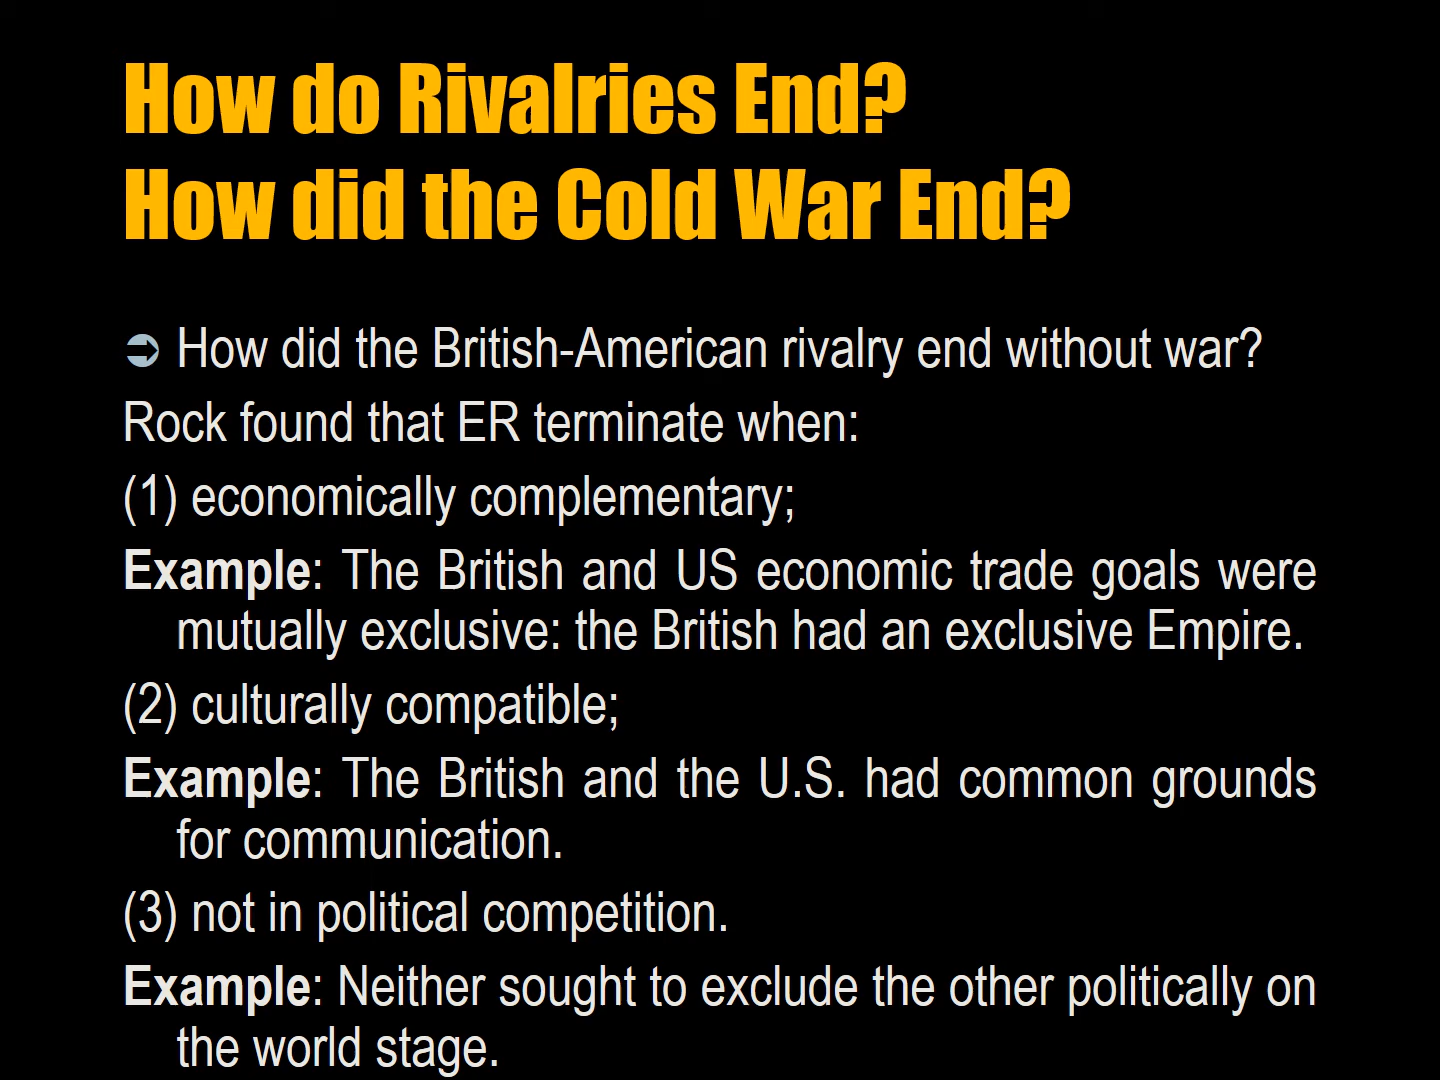 How do Rivalries End?
How did the Cold War End?
➲ How did the British-American rivalry end without war?
Rock found that ER terminate when:
(1) economically complementary;
Example: The British and US economic trade goals were
mutually exclusive: the British had an exclusive Empire.
(2) culturally compatible;
Example: The British and the U.S. had common grounds
for communication.
(3) not in political competition.
Example: Neither sought to exclude the other politically on
the world stage.